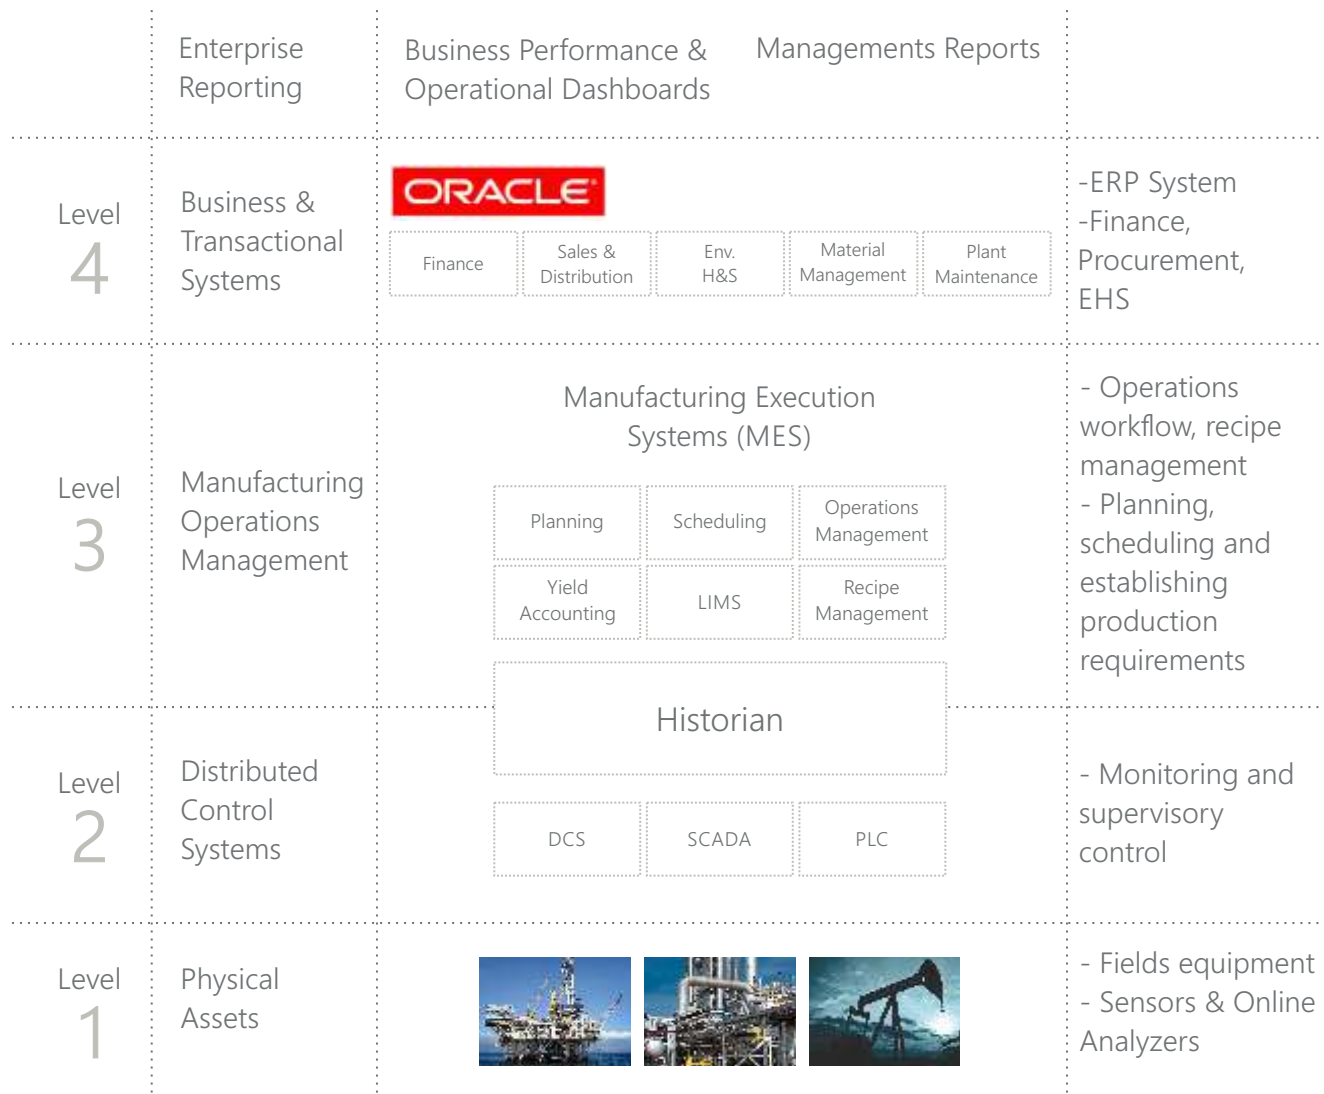 Enterprise
Reporting
Business Performance &
Operational Dashboards
Managements Reports
Level
4
Business &
Transactional
Systems
ORACLE
Finance
Sales &
Distribution
Env.
H&S
Material
Management
Plant
Maintenance
-ERP System
-Finance,
Procurement,
EHS
Level
3
Manufacturing
Operations
Management
Manufacturing Execution
Systems (MES)
Planning
Scheduling
Operations
Management
Yield
Accounting
LIMS
Recipe
Management
- Operations
workflow, recipe
management
- Planning,
scheduling and
establishing
production
requirements
Historian
Level
2
Distributed
Control
Systems
DCS
SCADA
PLC
- Monitoring and
supervisory
control
Level
1
Physical
Assets
- Fields equipment
- Sensors & Online
Analyzers